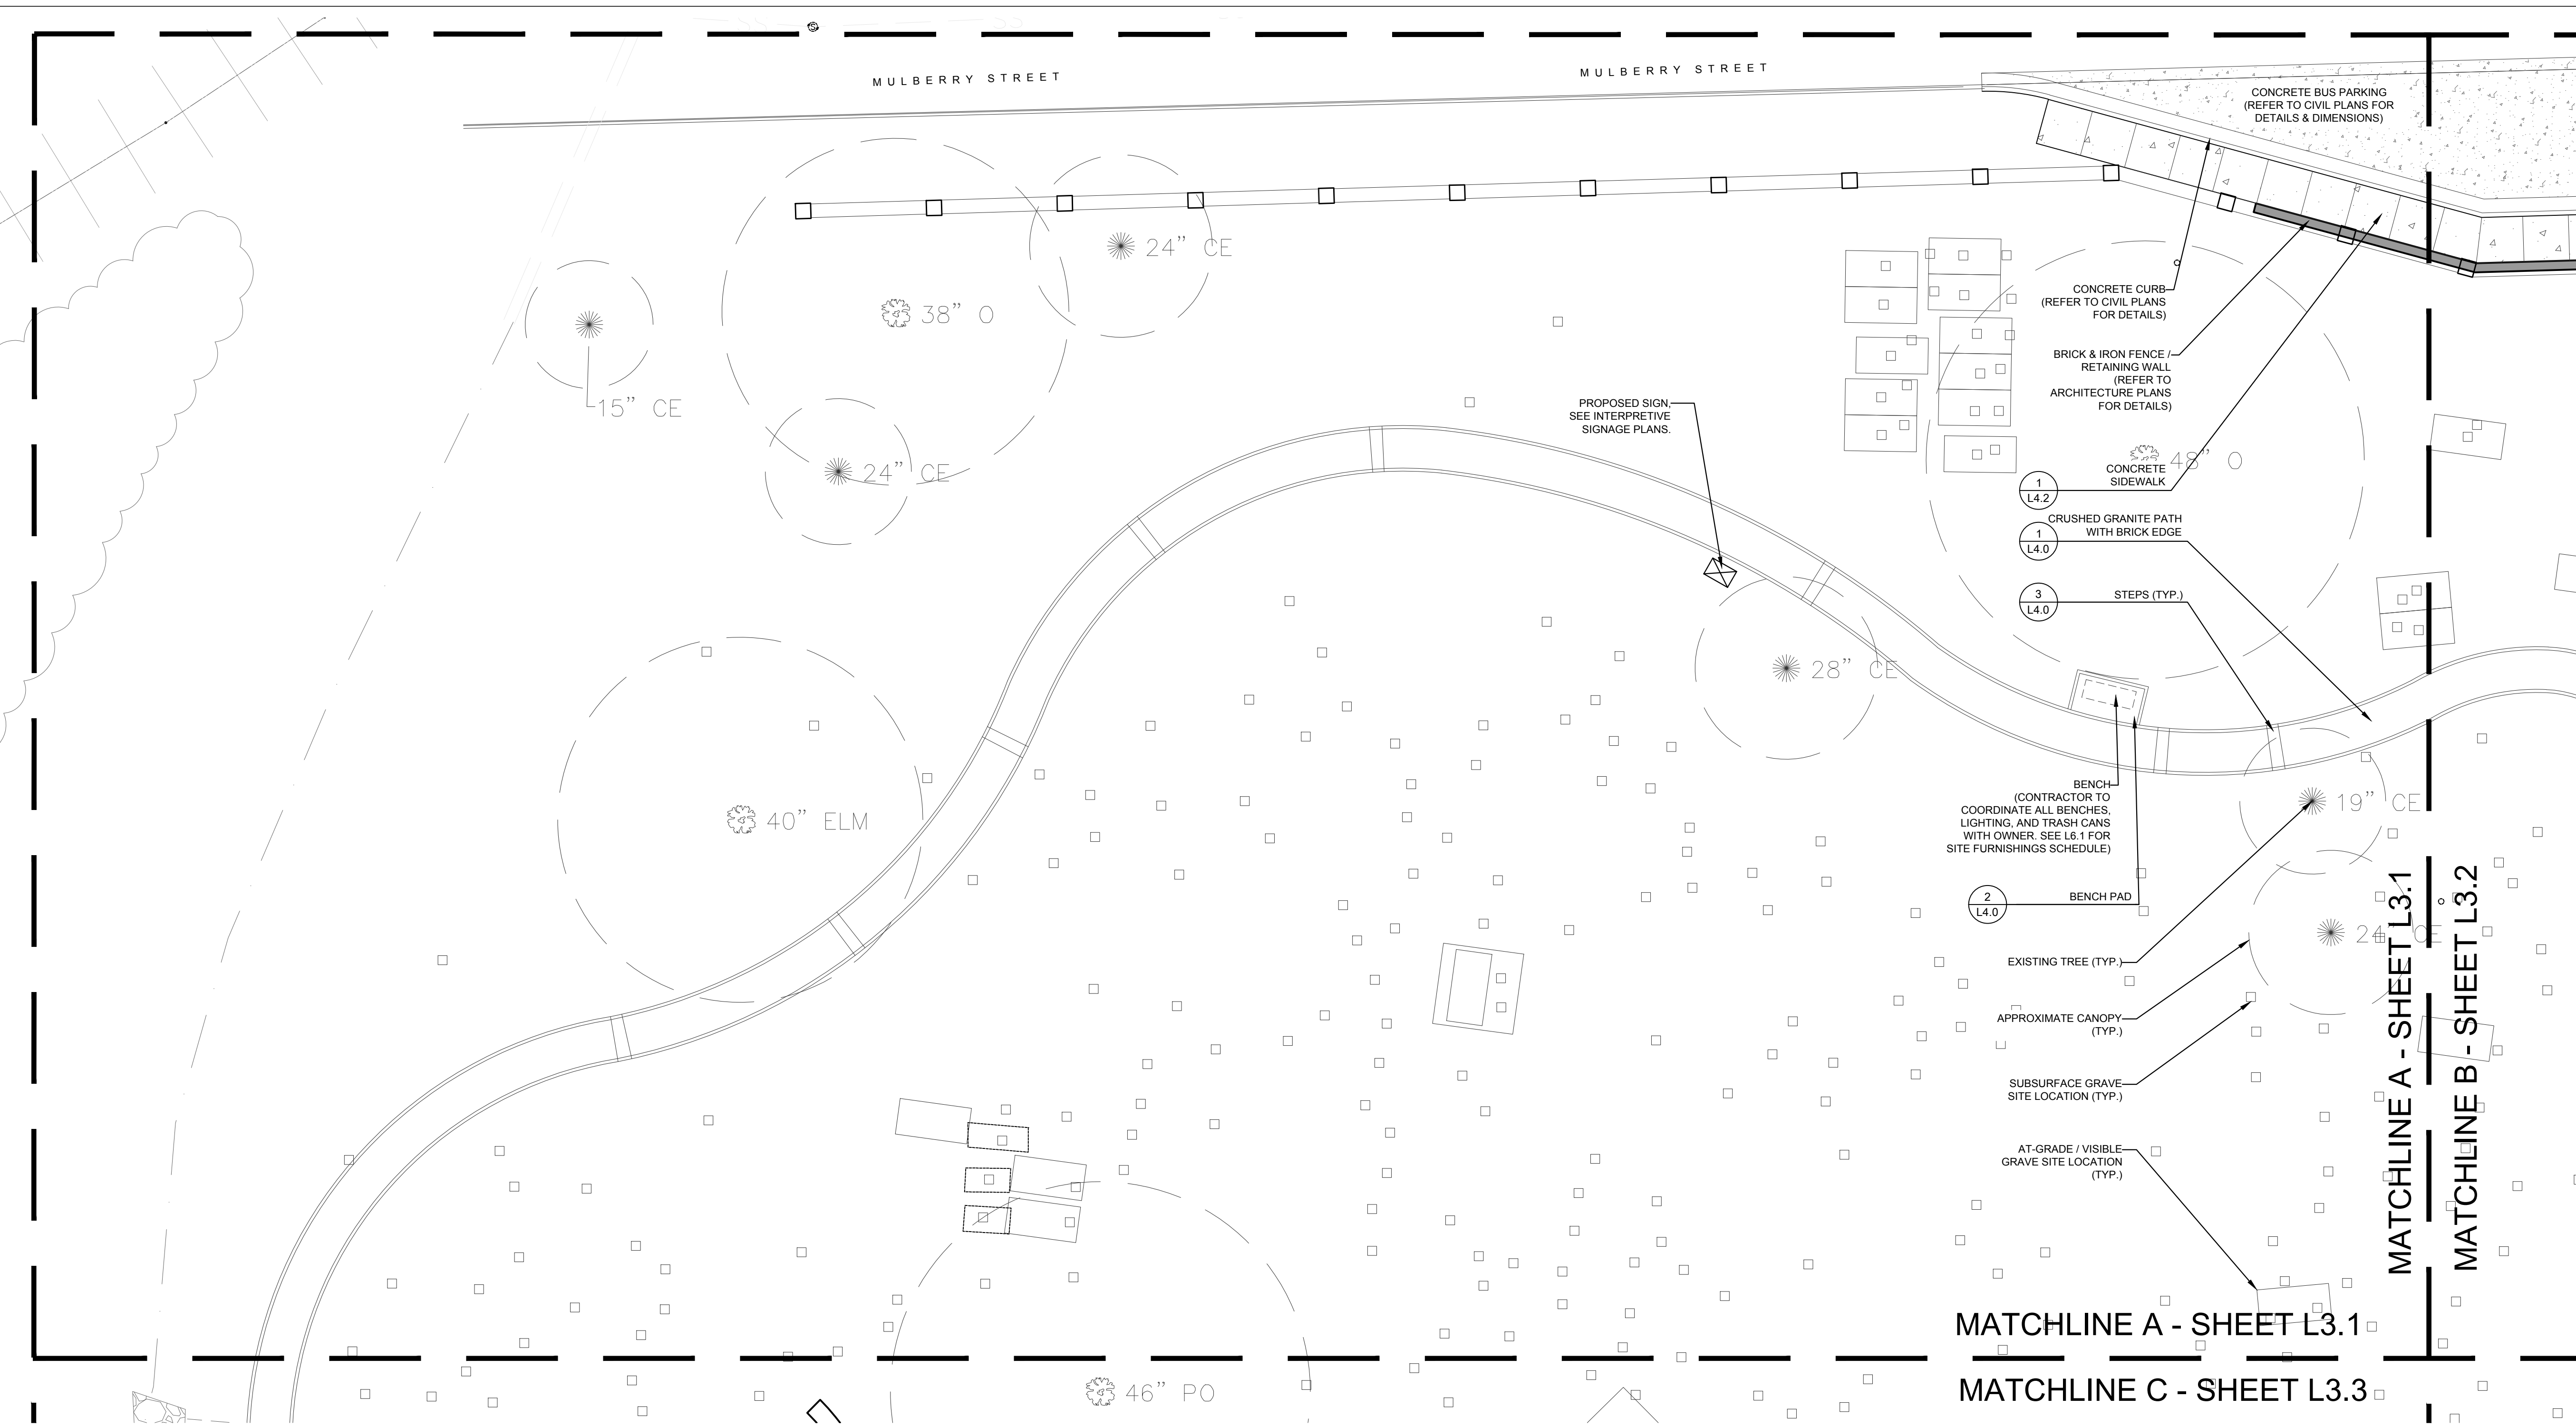 MULBERRY STREET
MULBERRY STREET
CONCRETE BUS PARKING
(REFER TO CIVIL PLANS FOR
DETAILS & DIMENSIONS)
24" CE
38" O
15" CE
24" CE
CONCRETE CURB
(REFER TO CIVIL PLANS
FOR DETAILS)
BRICK & IRON FENCE /
RETAINING WALL
(REFER TO
ARCHITECTURE PLANS
FOR DETAILS)
PROPOSED SIGN,
SEE INTERPRETIVE
SIGNAGE PLANS.
48" O
1
L4.2
CONCRETE
SIDEWALK
1
L4.0
CRUSHED GRANITE PATH
WITH BRICK EDGE
3
L4.0
STEPS (TYP.)
28" CE
40" ELM
BENCH
(CONTRACTOR TO
COORDINATE ALL BENCHES,
LIGHTING, AND TRASH CANS
WITH OWNER. SEE L6.1 FOR
SITE FURNISHINGS SCHEDULE)
19" CE
2
L4.0
BENCH PAD
24" CE
EXISTING TREE (TYP.)
APPROXIMATE CANOPY
(TYP.)
SUBSURFACE GRAVE
SITE LOCATION (TYP.)
AT-GRADE / VISIBLE
GRAVE SITE LOCATION
(TYP.)
MATCHLINE A - SHEET L3.1
MATCHLINE B - SHEET L3.2
MATCHLINE A - SHEET L3.1
MATCHLINE C - SHEET L3.3
46" PO